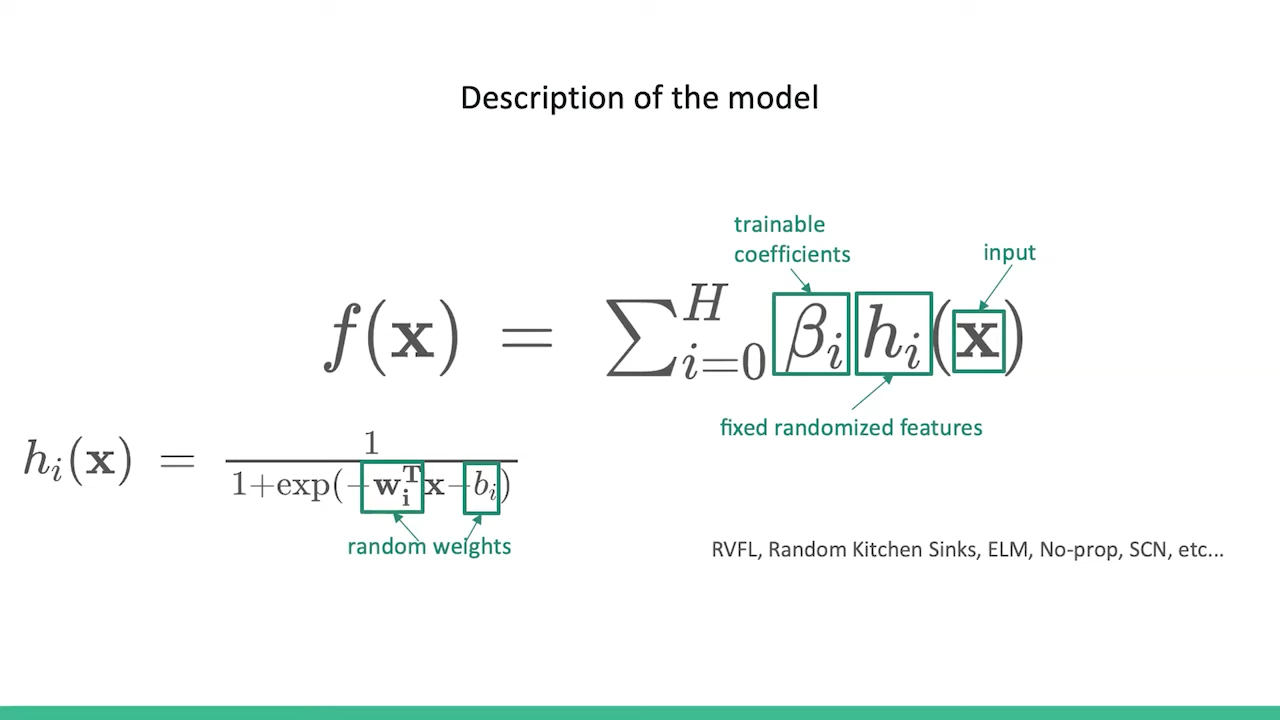 Description of the model
trainable
coefficients
input
f(𝐱) = ∑_{i=0}^{H} β_i h_i(𝐱)
fixed randomized features
h_i(𝐱) = \frac{1}{1+exp(−𝐰_i^T 𝐱−b_i)}
random weights
RVFL, Random Kitchen Sinks, ELM, No-prop, SCN, etc...